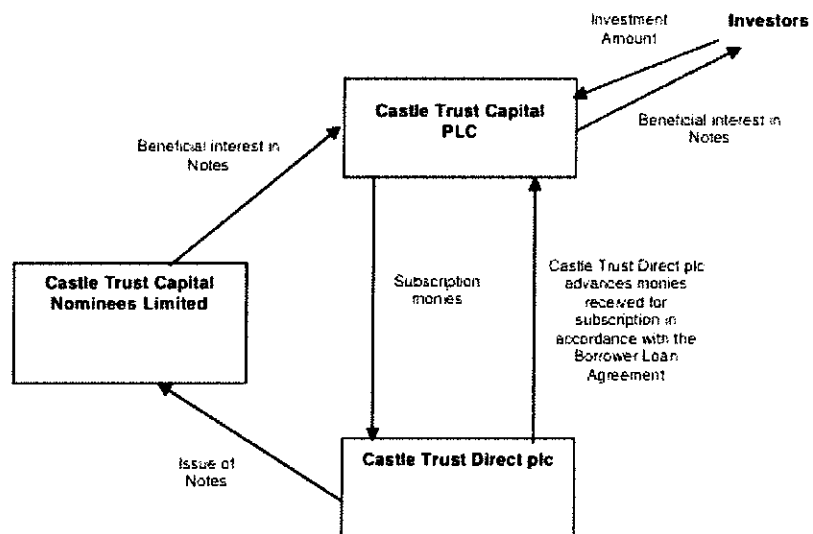 Investment
Amount
Investors
Castle Trust Capital
PLC
Beneficial interest in
Notes
Beneficial interest in
Notes
Castle Trust Capital
Nominees Limited
Subscription
monies
Castle Trust Direct plc
advances monies
received for
subscription in
accordance with the
Borrower Loan
Agreement
Issue of
Notes
Castle Trust Direct plc